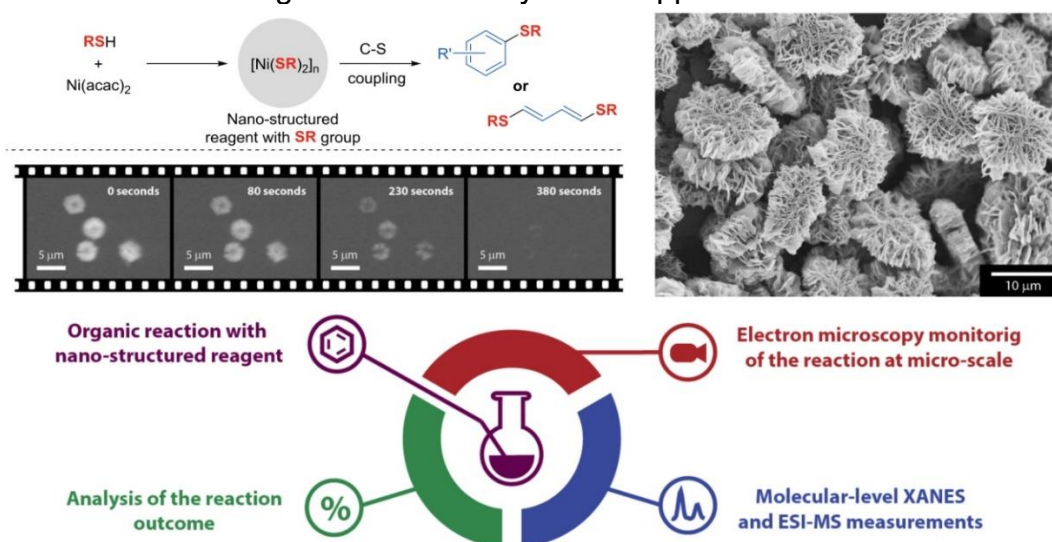 RSH
+
Ni(acac)2
[Ni(SR)2]n
Nano-structured
reagent with SR group
C-S
coupling
SR
R'
or
RS
SR
0 seconds
5 µm
80 seconds
5 µm
230 seconds
5 µm
380 seconds
5 µm
10 µm
Organic reaction with
nano-structured reagent
Electron microscopy monitorig
of the reaction at micro-scale
Analysis of the reaction
outcome
%
Molecular-level XANES
and ESI-MS measurements